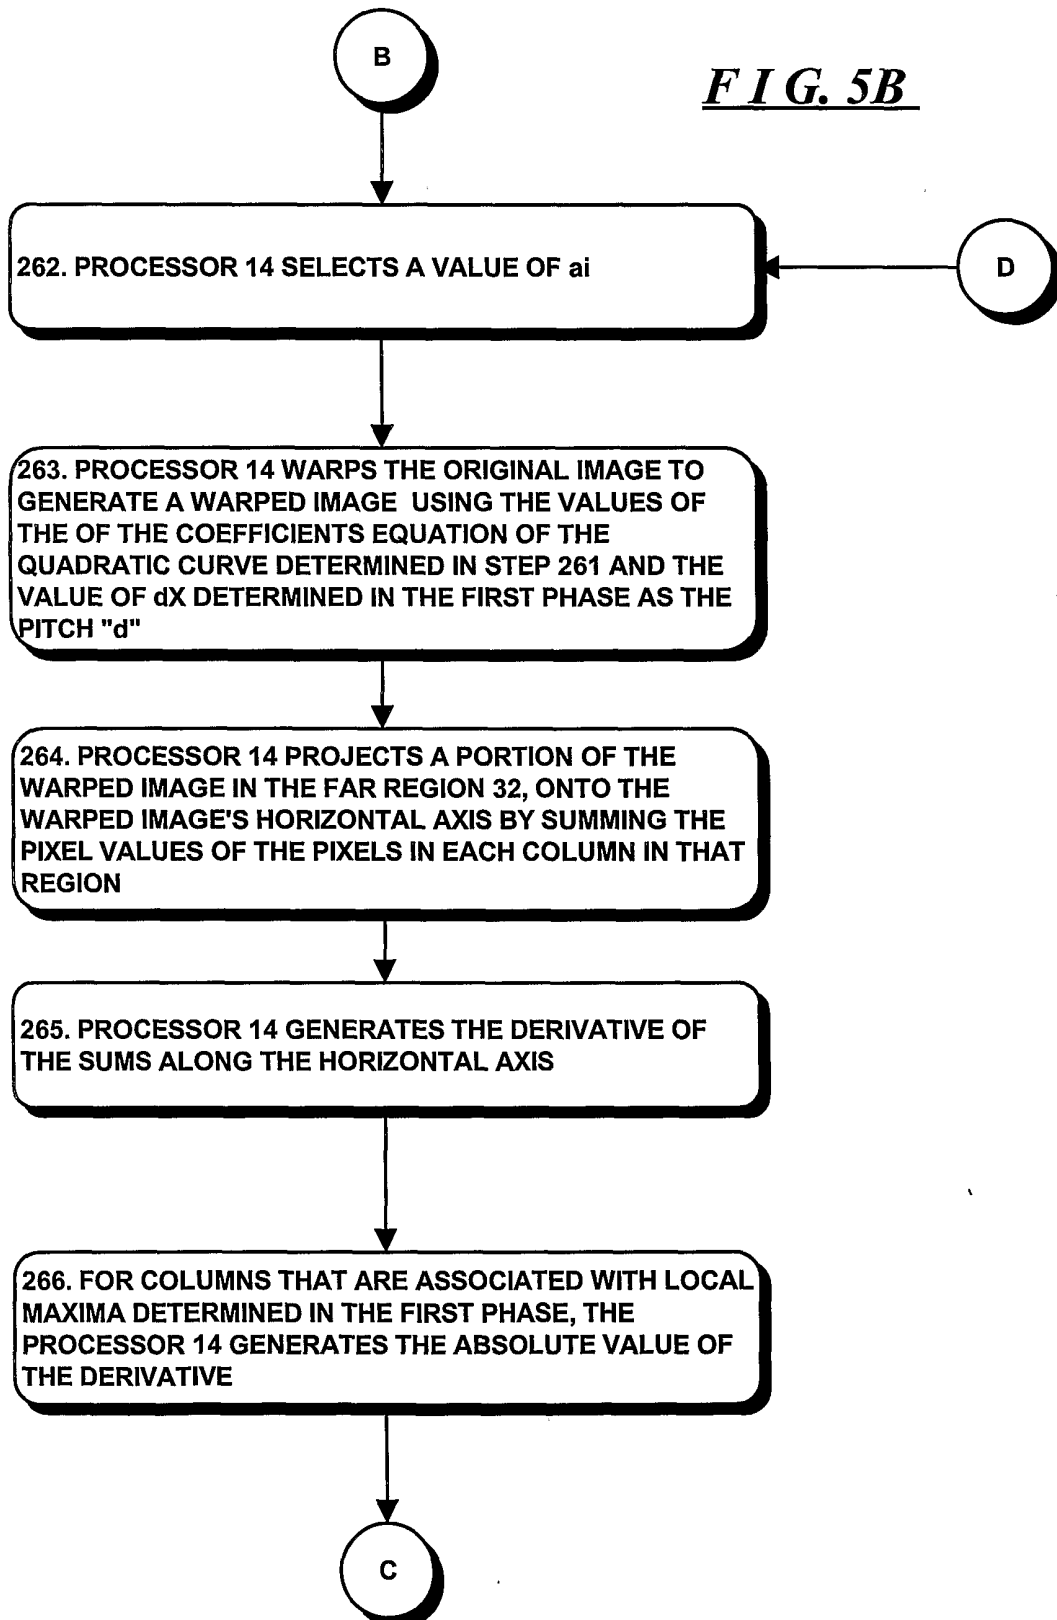 B
F I G. 5B
262. PROCESSOR 14 SELECTS A VALUE OF ai
D
263. PROCESSOR 14 WARPS THE ORIGINAL IMAGE TO
GENERATE A WARPED IMAGE USING THE VALUES OF
THE OF THE COEFFICIENTS EQUATION OF THE
QUADRATIC CURVE DETERMINED IN STEP 261 AND THE
VALUE OF dX DETERMINED IN THE FIRST PHASE AS THE
PITCH "d"
264. PROCESSOR 14 PROJECTS A PORTION OF THE
WARPED IMAGE IN THE FAR REGION 32, ONTO THE
WARPED IMAGE'S HORIZONTAL AXIS BY SUMMING THE
PIXEL VALUES OF THE PIXELS IN EACH COLUMN IN THAT
REGION
265. PROCESSOR 14 GENERATES THE DERIVATIVE OF
THE SUMS ALONG THE HORIZONTAL AXIS
266. FOR COLUMNS THAT ARE ASSOCIATED WITH LOCAL
MAXIMA DETERMINED IN THE FIRST PHASE, THE
PROCESSOR 14 GENERATES THE ABSOLUTE VALUE OF
THE DERIVATIVE
C